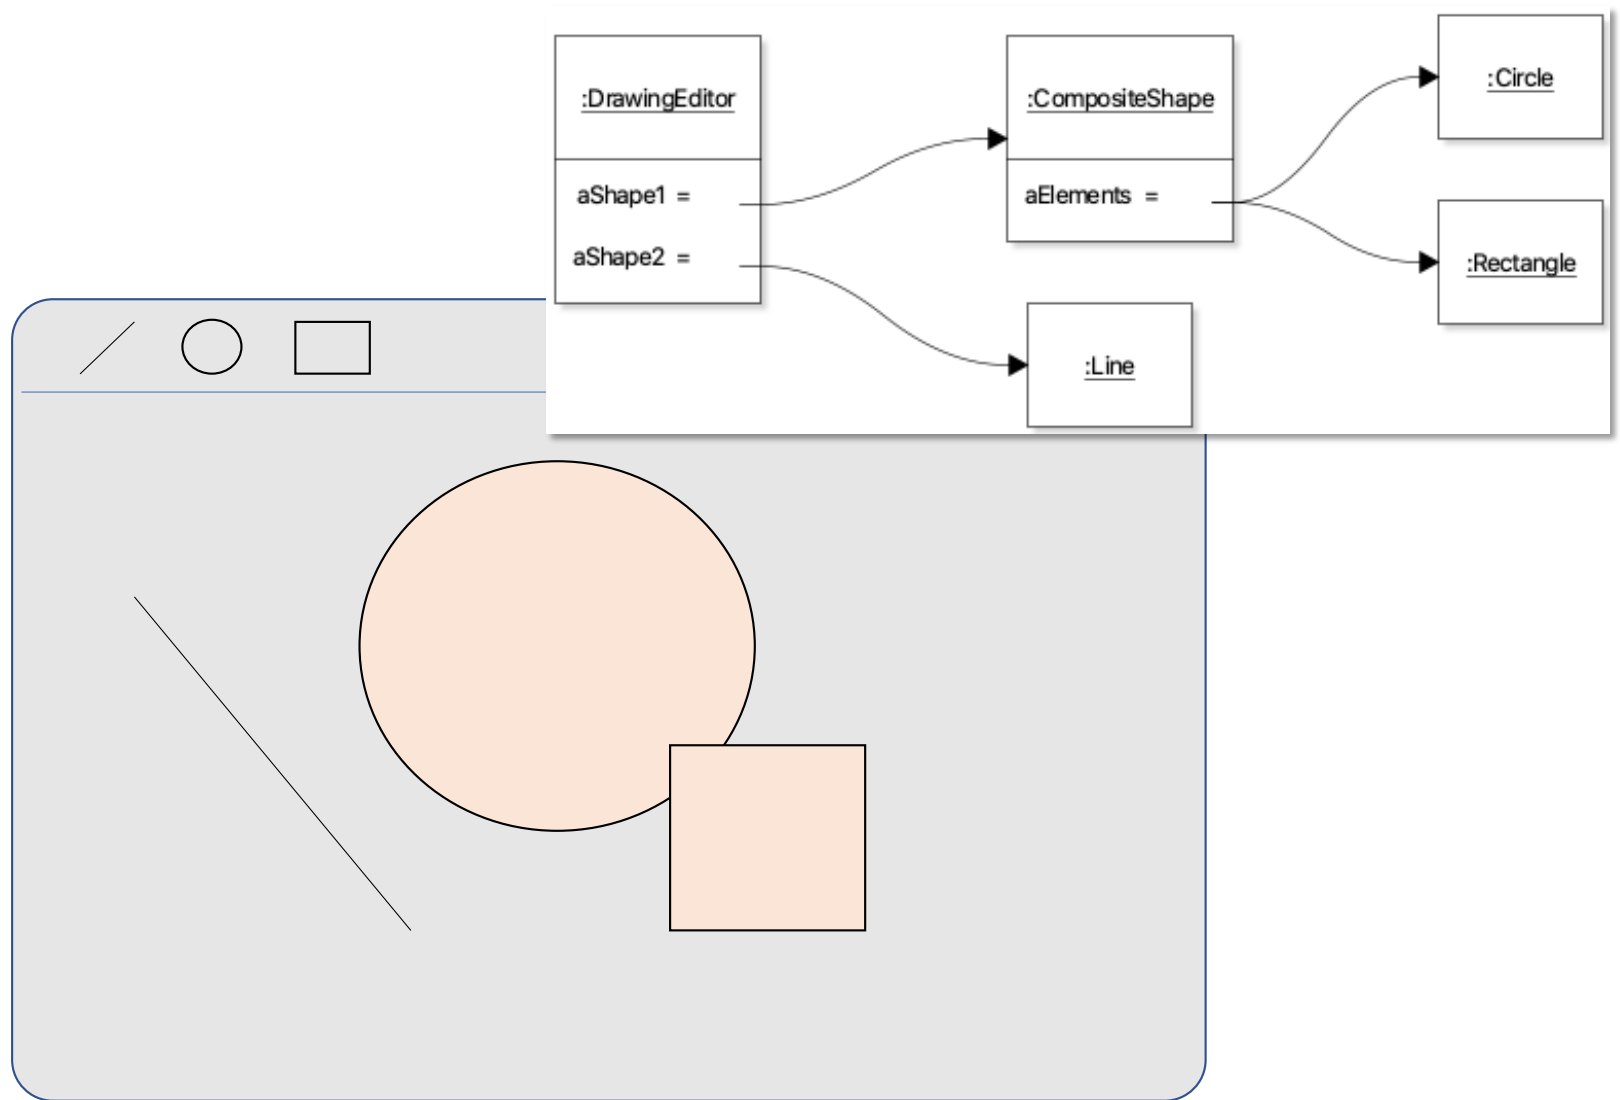 :DrawingEditor
aShape1 =
aShape2 =
:CompositeShape
aElements =
:Line
:Circle
:Rectangle